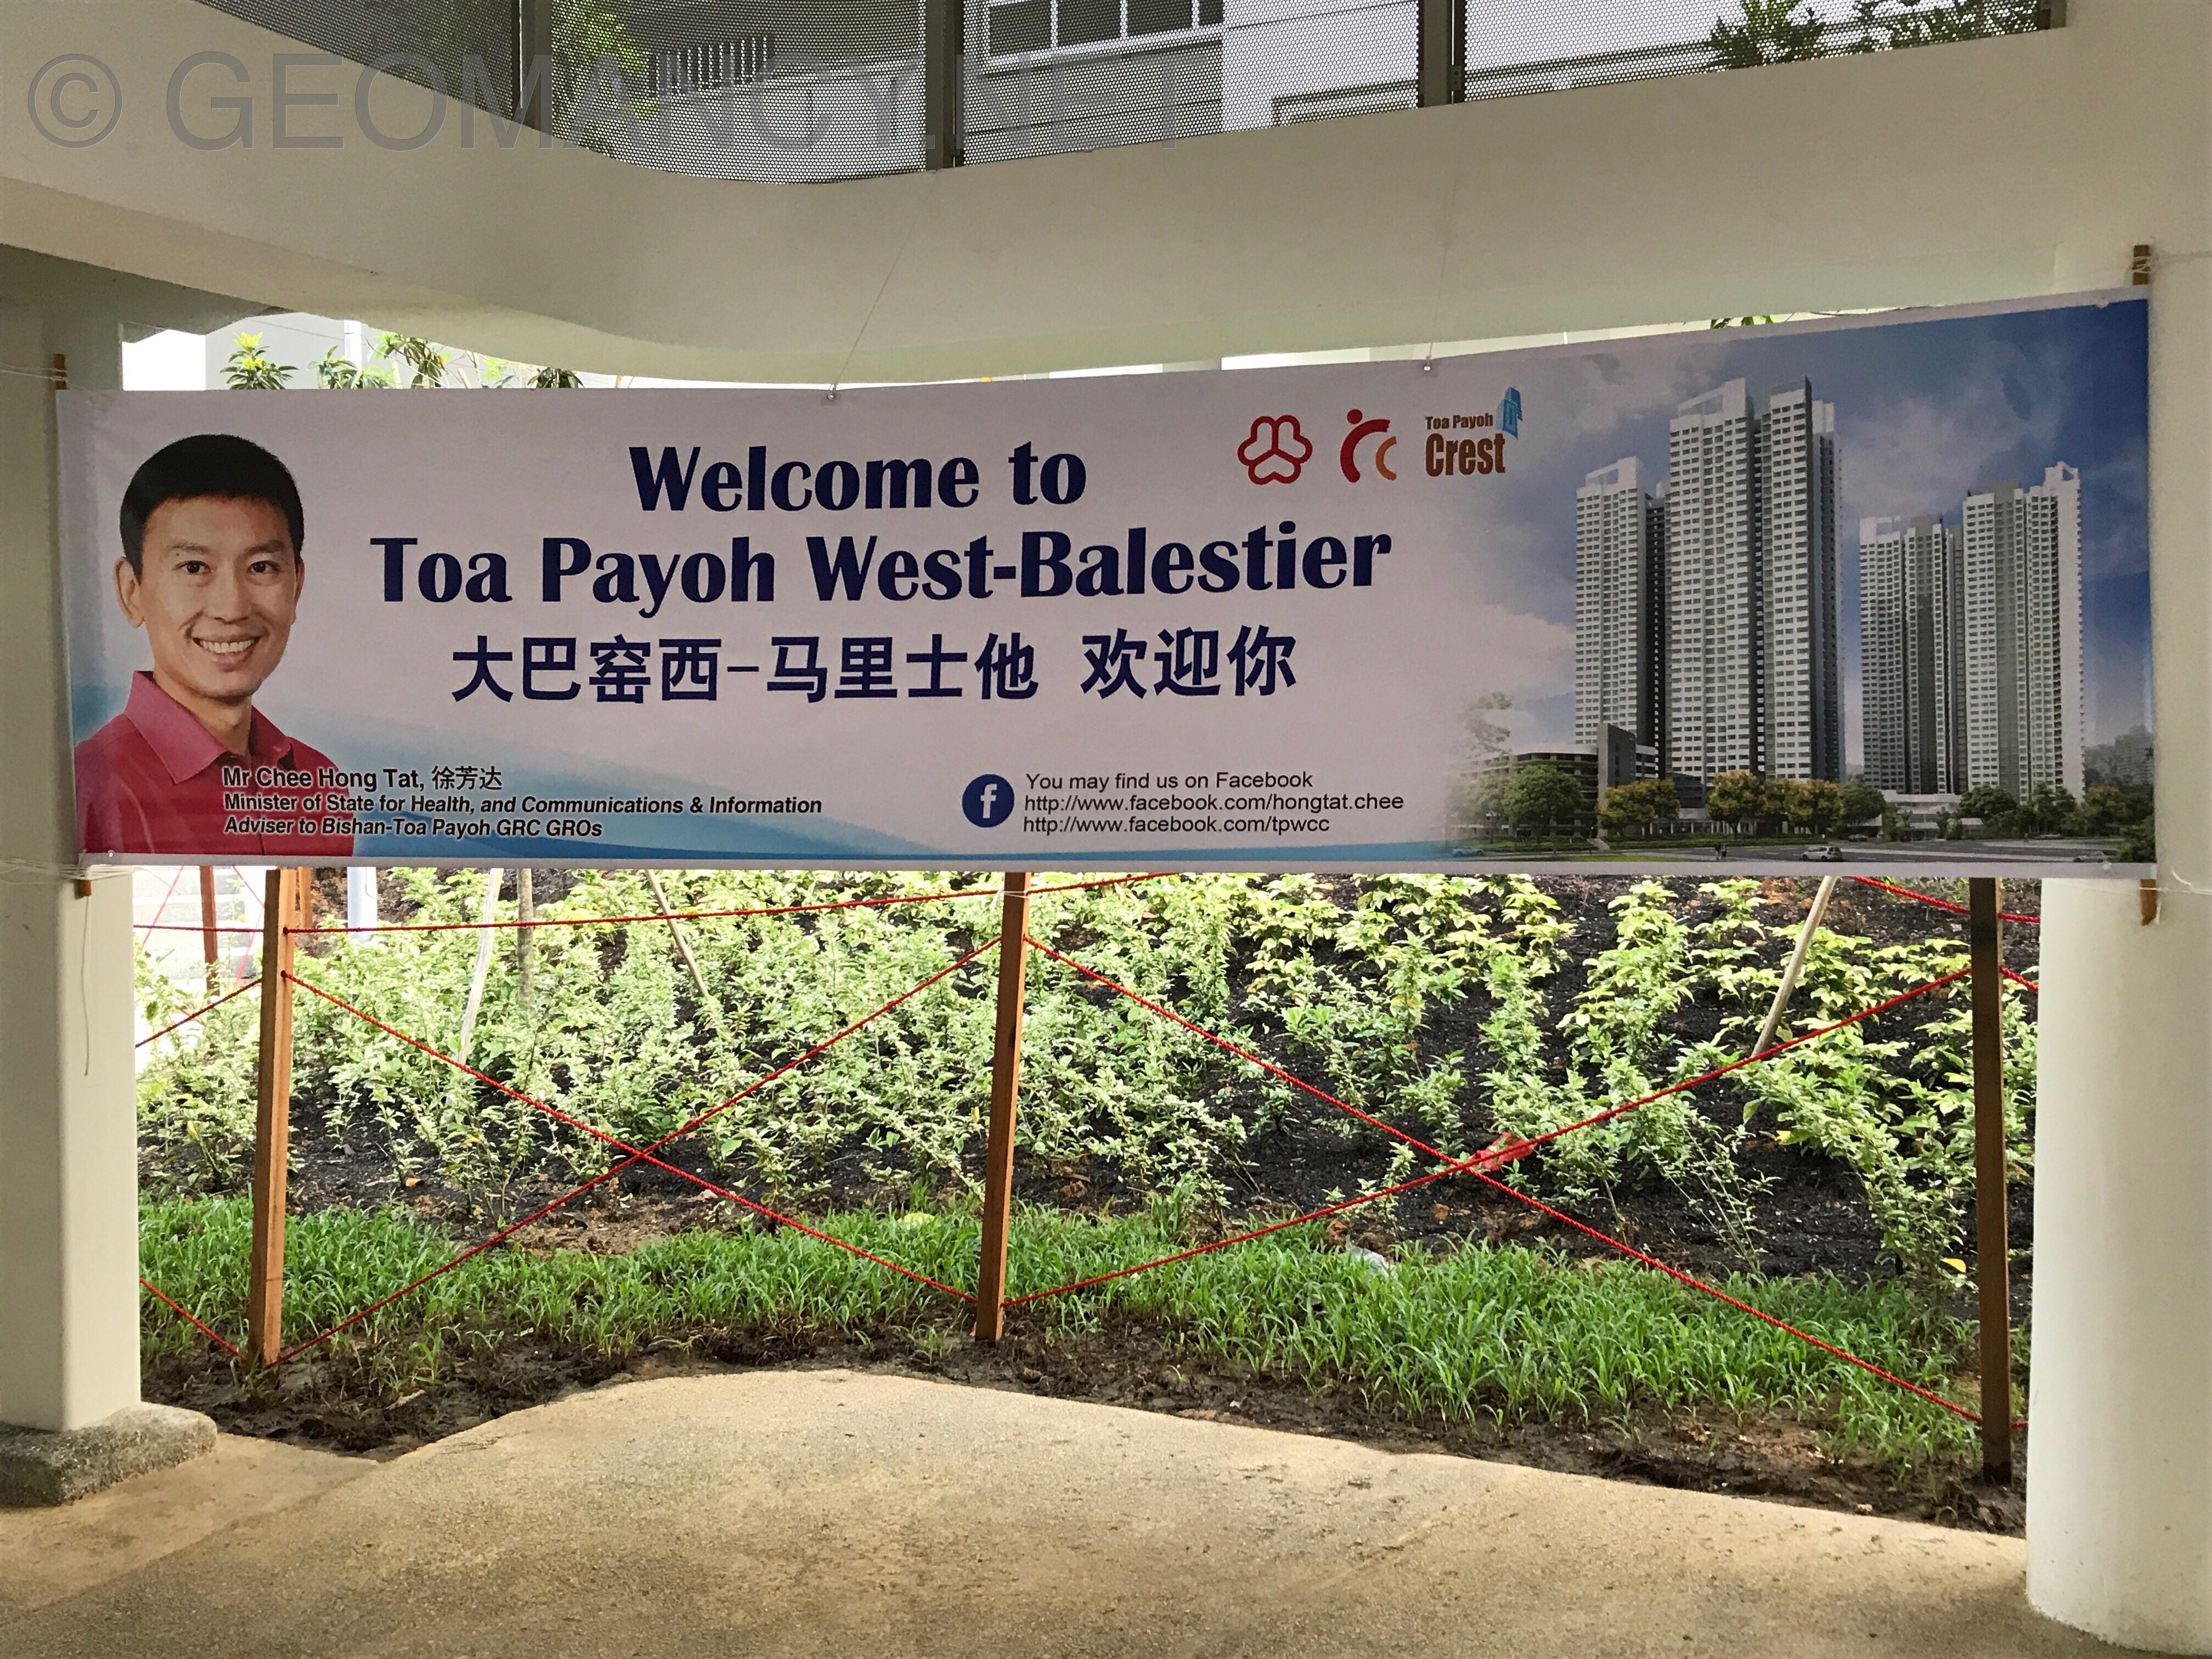 © GEOMANCY.NET
Toa Payoh
Crest
Welcome to
Toa Payoh West-Balestier
大巴窑西-马里士他 欢迎你
Mr Chee Hong Tat, 徐芳达
Minister of State for Health, and Communications & Information
Adviser to Bishan-Toa Payoh GRC GROs
f
You may find us on Facebook
http://www.facebook.com/hongtat.chee
http://www.facebook.com/tpwcc